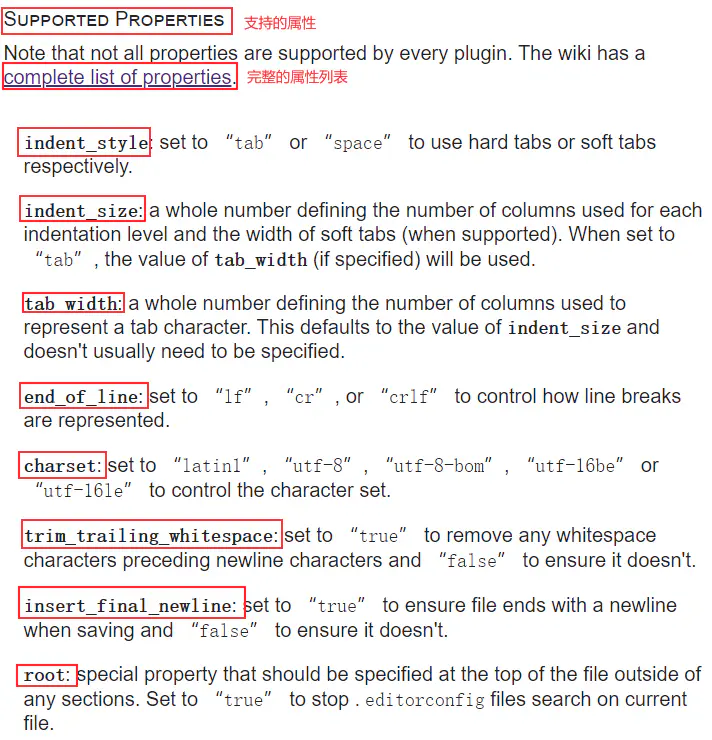 SUPPORTED PROPERTIES 支持的属性
Note that not all properties are supported by every plugin. The wiki has a
complete list of properties. 完整的属性列表
indent_style: set to “tab” or “space” to use hard tabs or soft tabs
respectively.
indent_size: a whole number defining the number of columns used for each
indentation level and the width of soft tabs (when supported). When set to
“tab”, the value of tab_width (if specified) will be used.
tab_width: a whole number defining the number of columns used to
represent a tab character. This defaults to the value of indent_size and
doesn't usually need to be specified.
end_of_line: set to “lf”, “cr”, or “crlf” to control how line breaks
are represented.
charset: set to “latin1”, “utf-8”, “utf-8-bom”, “utf-16be” or
“utf-16le” to control the character set.
trim_trailing_whitespace: set to “true” to remove any whitespace
characters preceding newline characters and “false” to ensure it doesn't.
insert_final_newline: set to “true” to ensure file ends with a newline
when saving and “false” to ensure it doesn't.
root: special property that should be specified at the top of the file outside of
any sections. Set to “true” to stop .editorconfig files search on current
file.